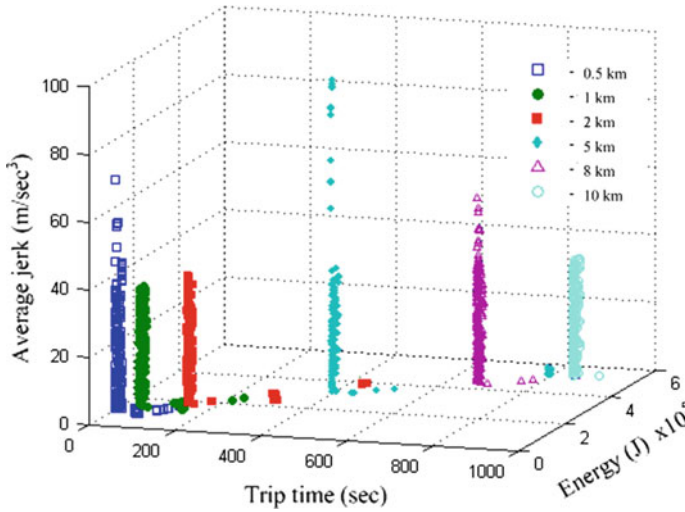 100
80
60
40
20
0
Average jerk (m/sec³)
- 0.5 km
- 1 km
- 2 km
- 5 km
- 8 km
- 10 km
0
200
400
600
800
1000
Trip time (sec)
0
2
4
6
Energy (J)